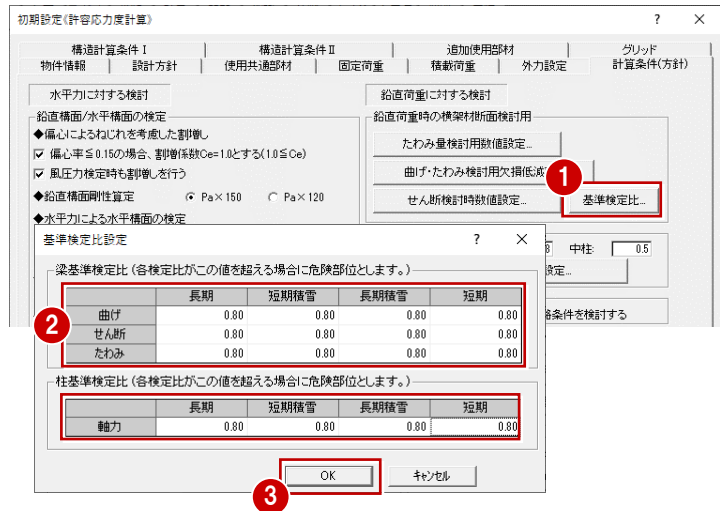 初期設定《許容応力度計算》 ? ×
構造計算条件Ⅰ 構造計算条件Ⅱ 追加使用部材 グリッド
物件情報 設計方針 使用共通部材 固定荷重 積載荷重 外力設定 計算条件(方針)
水平力に対する検討
鉛直構面/水平構面の検定
◆偏心によるねじれを考慮した割増し
偏心率≦0.15の場合、割増係数Ce=1.0とする(1.0≦Ce)
風圧力検定時も割増しを行う
◆鉛直構面剛性算定 Pa×150 Pa×120
◆水平力による水平構面の検定
鉛直荷重に対する検討
鉛直荷重時の横架材断面検討用
たわみ量検討用数値設定...
曲げ・たわみ検討用欠損低減
1
せん断検討時数値設定... 基準検定比...
中柱: 0.5
設定...
条件を検討する
基準検定比設定 ? ×
梁基準検定比(各検定比がこの値を超える場合に危険部位とします。)
長期 短期積雪 長期積雪 短期
2
曲げ 0.80 0.80 0.80 0.80
せん断 0.80 0.80 0.80 0.80
たわみ 0.80 0.80 0.80 0.80
柱基準検定比(各検定比がこの値を超える場合に危険部位とします。)
長期 短期積雪 長期積雪 短期
軸力 0.80 0.80 0.80 0.80
3
OK キャンセル